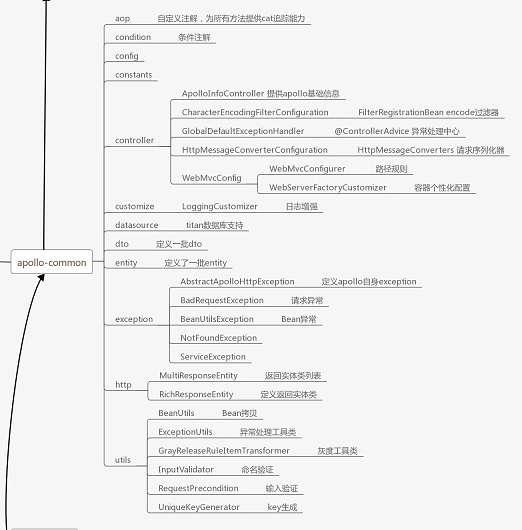 aop 自定义注解，为所有方法提供cat追踪能力
condition 条件注解
config
constants
ApolloInfoController 提供apollo基础信息
CharacterEncodingFilterConfiguration FilterRegistrationBean encode过滤器
controller GlobalDefaultExceptionHandler @ControllerAdvice 异常处理中心
HttpMessageConverterConfiguration HttpMessageConverters 请求序列化器
WebMvcConfigurer 路径规则
WebMvcConfig
WebServerFactoryCustomizer 容器个性化配置
customize LoggingCustomizer 日志增强
datasource titan数据库支持
dto 定义一批dto
apollo-common
entity 定义了一批entity
AbstractApolloHttpException 定义apollo自身exception
BadRequestException 请求异常
exception BeanUtilsException Bean异常
NotFoundException
ServiceException
MultiResponseEntity 返回实体类列表
http
RichResponseEntity 定义返回实体类
BeanUtils Bean拷贝
ExceptionUtils 异常处理工具类
GrayReleaseRuleItemTransformer 灰度工具类
utils
InputValidator 命名验证
RequestPrecondition 输入验证
UniqueKeyGenerator key生成